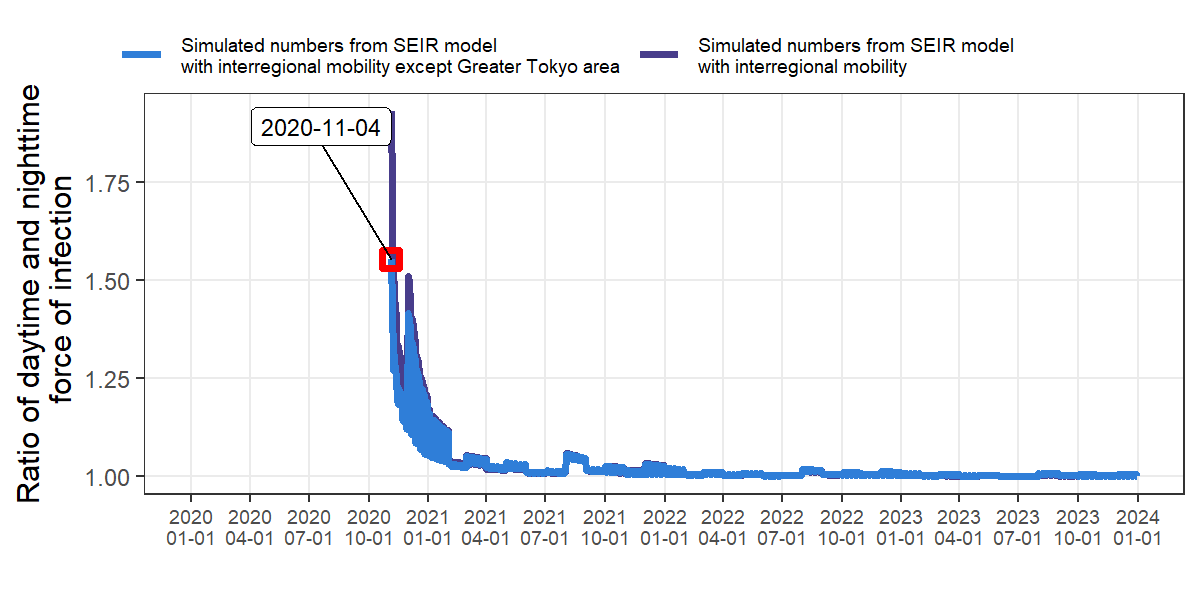 Simulated numbers from SEIR model
with interregional mobility except Greater Tokyo area
Simulated numbers from SEIR model
with interregional mobility
Ratio of daytime and nighttime
force of infection
2020-11-04
1.75
1.50
1.25
1.00
2020 2020 2020 2020 2021 2021 2021 2021 2022 2022 2022 2022 2023 2023 2023 2023 2024
01-01 04-01 07-01 10-01 01-01 04-01 07-01 10-01 01-01 04-01 07-01 10-01 01-01 04-01 07-01 10-01 01-01